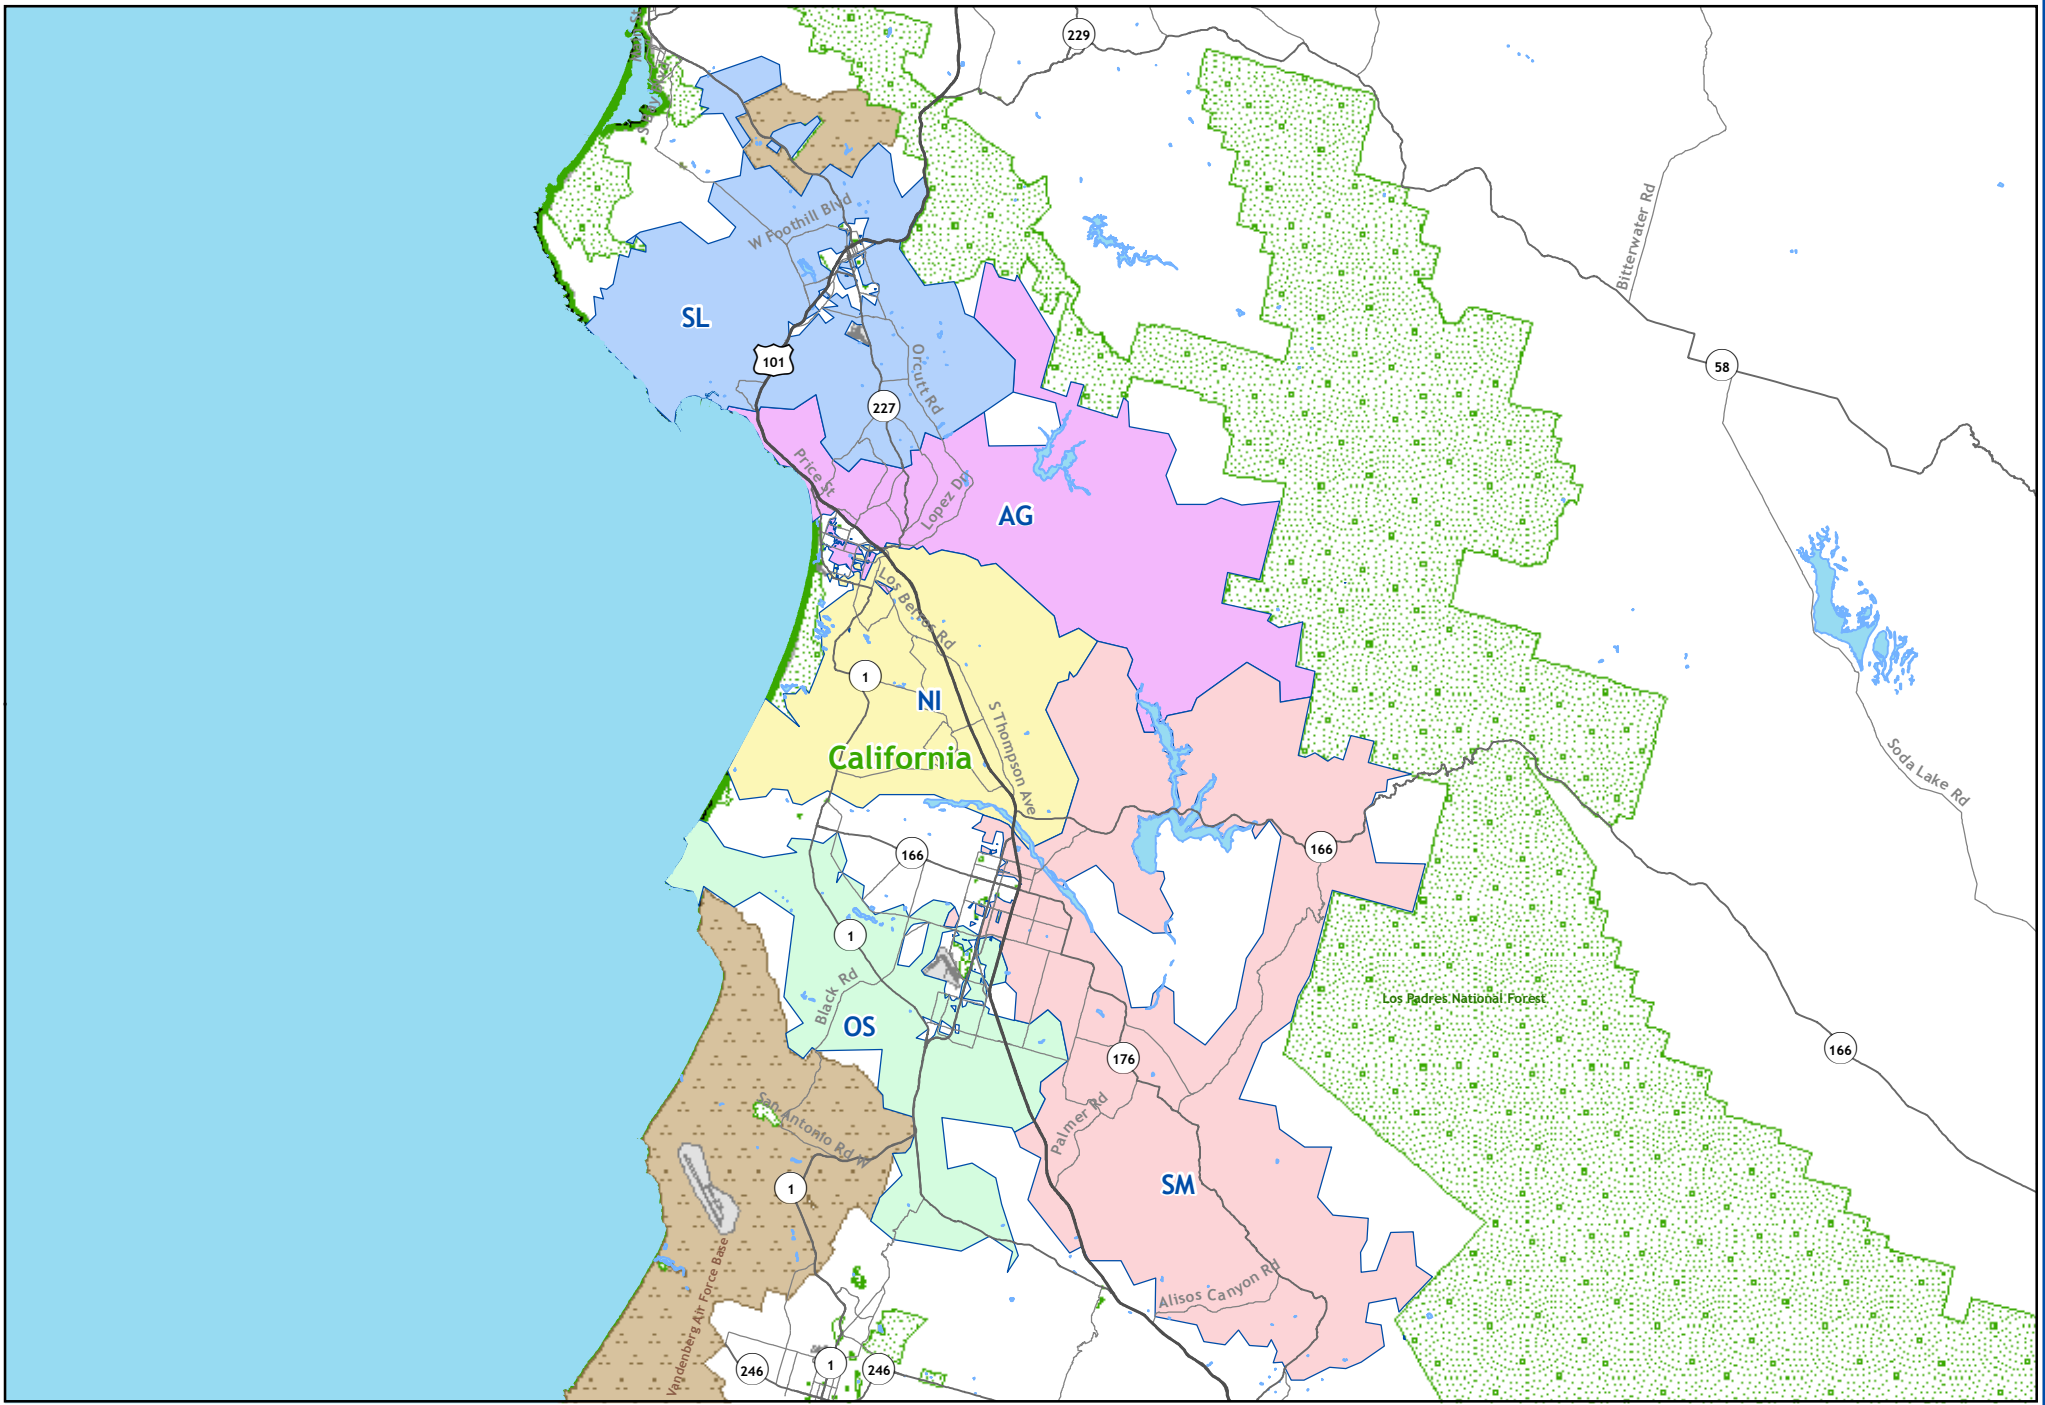 229
W Foothill Blvd
Bitterwater Rd
SL
101
58
Orcutt Rd
227
Price St
Lopez Dr
AG
Los Berros Rd
1
NI
S Thompson Ave
California
Soda Lake Rd
166
166
1
Black Rd
Los Padres National Forest
OS
166
176
San Antonio Rd W
Palmer Rd
1
SM
Vandenberg Air Force Base
Alisos Canyon Rd
246
1
246